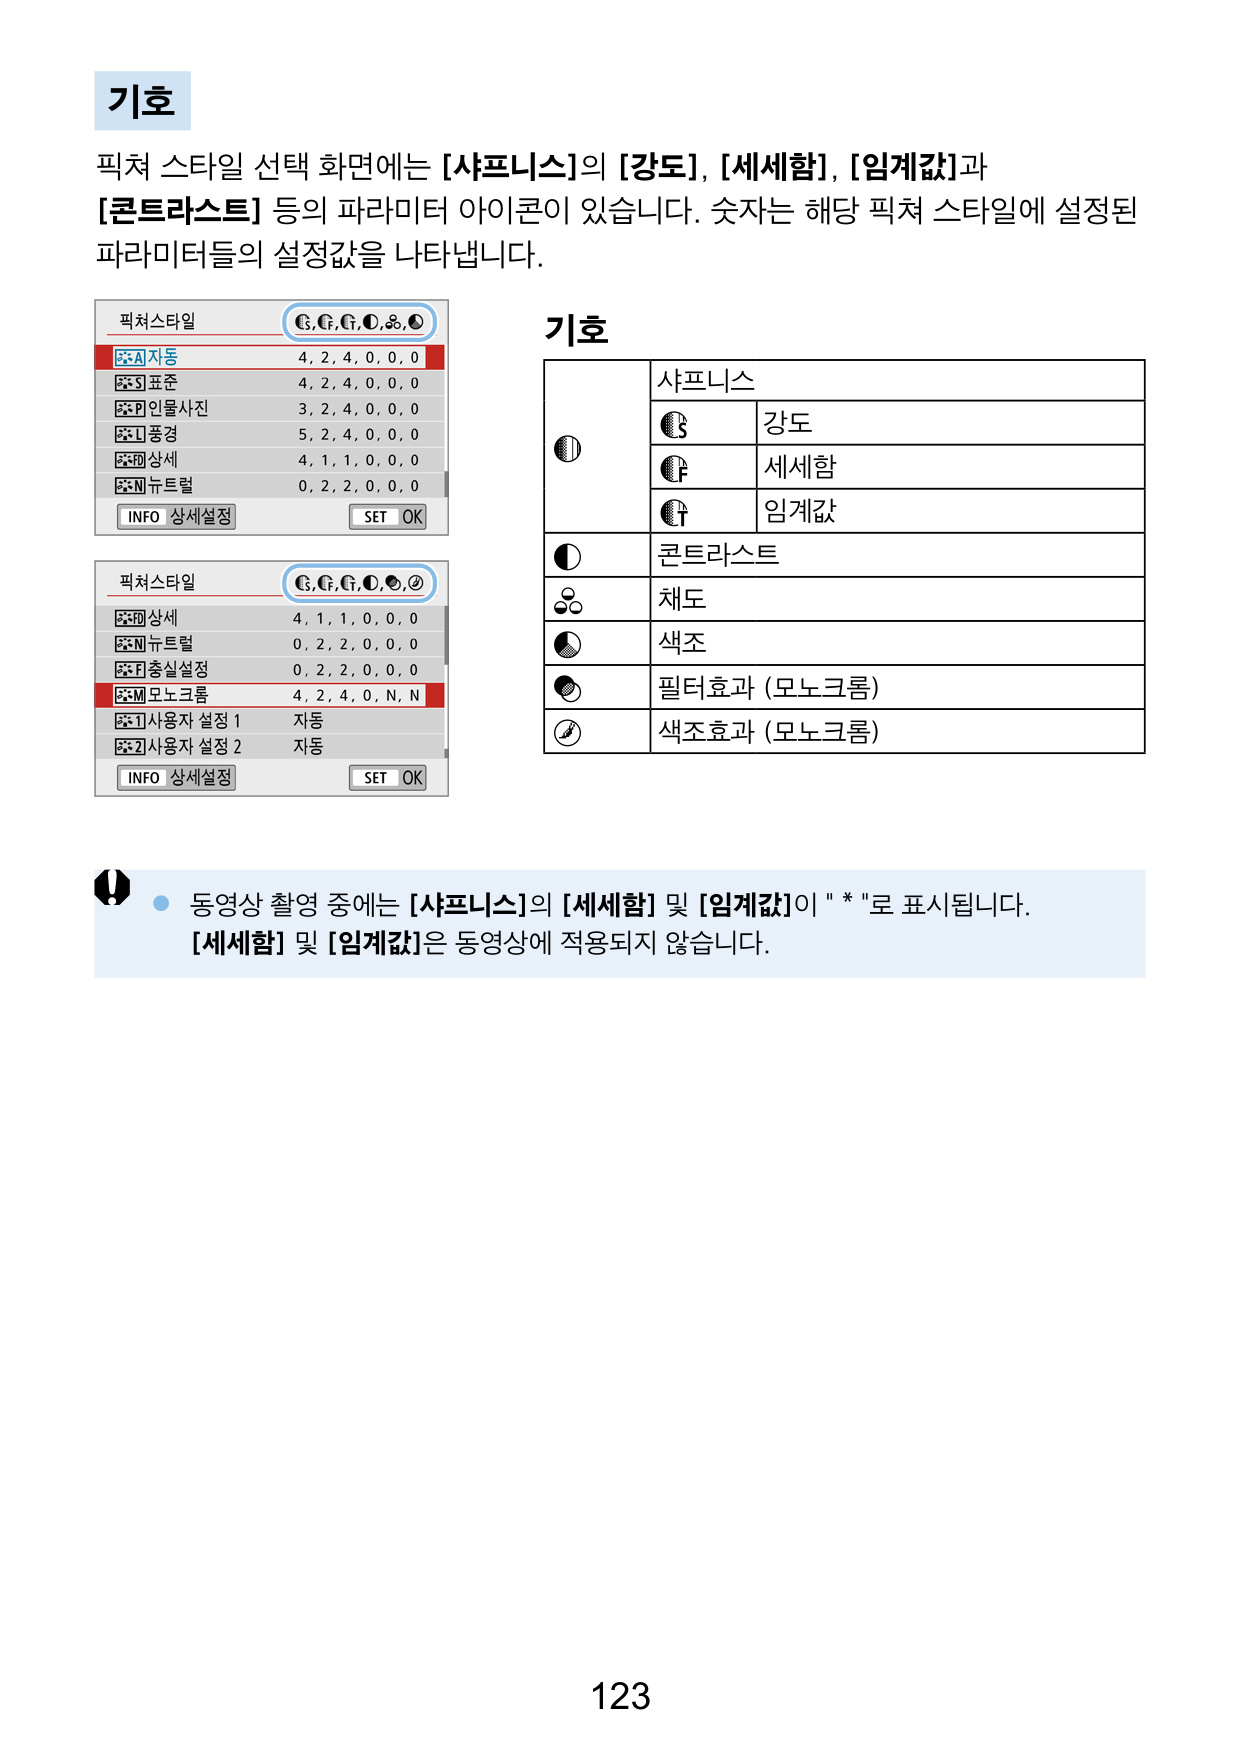 기호
픽쳐 스타일 선택 화면에는 [샤프니스]의 [강도], [세세함], [임계값]과
[콘트라스트] 등의 파라미터 아이콘이 있습니다. 숫자는 해당 픽쳐 스타일에 설정된
파라미터들의 설정값을 나타냅니다.
픽쳐스타일 S, F, T, , ,
A 자동 4, 2, 4, 0, 0, 0
S 표준 4, 2, 4, 0, 0, 0
P 인물사진 3, 2, 4, 0, 0, 0
L 풍경 5, 2, 4, 0, 0, 0
FD 상세 4, 1, 1, 0, 0, 0
N 뉴트럴 0, 2, 2, 0, 0, 0
INFO 상세설정 SET OK
픽쳐스타일 S, F, T, , ,
FD 상세 4, 1, 1, 0, 0, 0
N 뉴트럴 0, 2, 2, 0, 0, 0
F 충실설정 0, 2, 2, 0, 0, 0
M 모노크롬 4, 2, 4, 0, N, N
1 사용자 설정 1 자동
2 사용자 설정 2 자동
INFO 상세설정 SET OK
기호
샤프니스
S 강도
F 세세함
T 임계값
콘트라스트
채도
색조
필터효과 (모노크롬)
색조효과 (모노크롬)
● 동영상 촬영 중에는 [샤프니스]의 [세세함] 및 [임계값]이 " * "로 표시됩니다.
[세세함] 및 [임계값]은 동영상에 적용되지 않습니다.
123